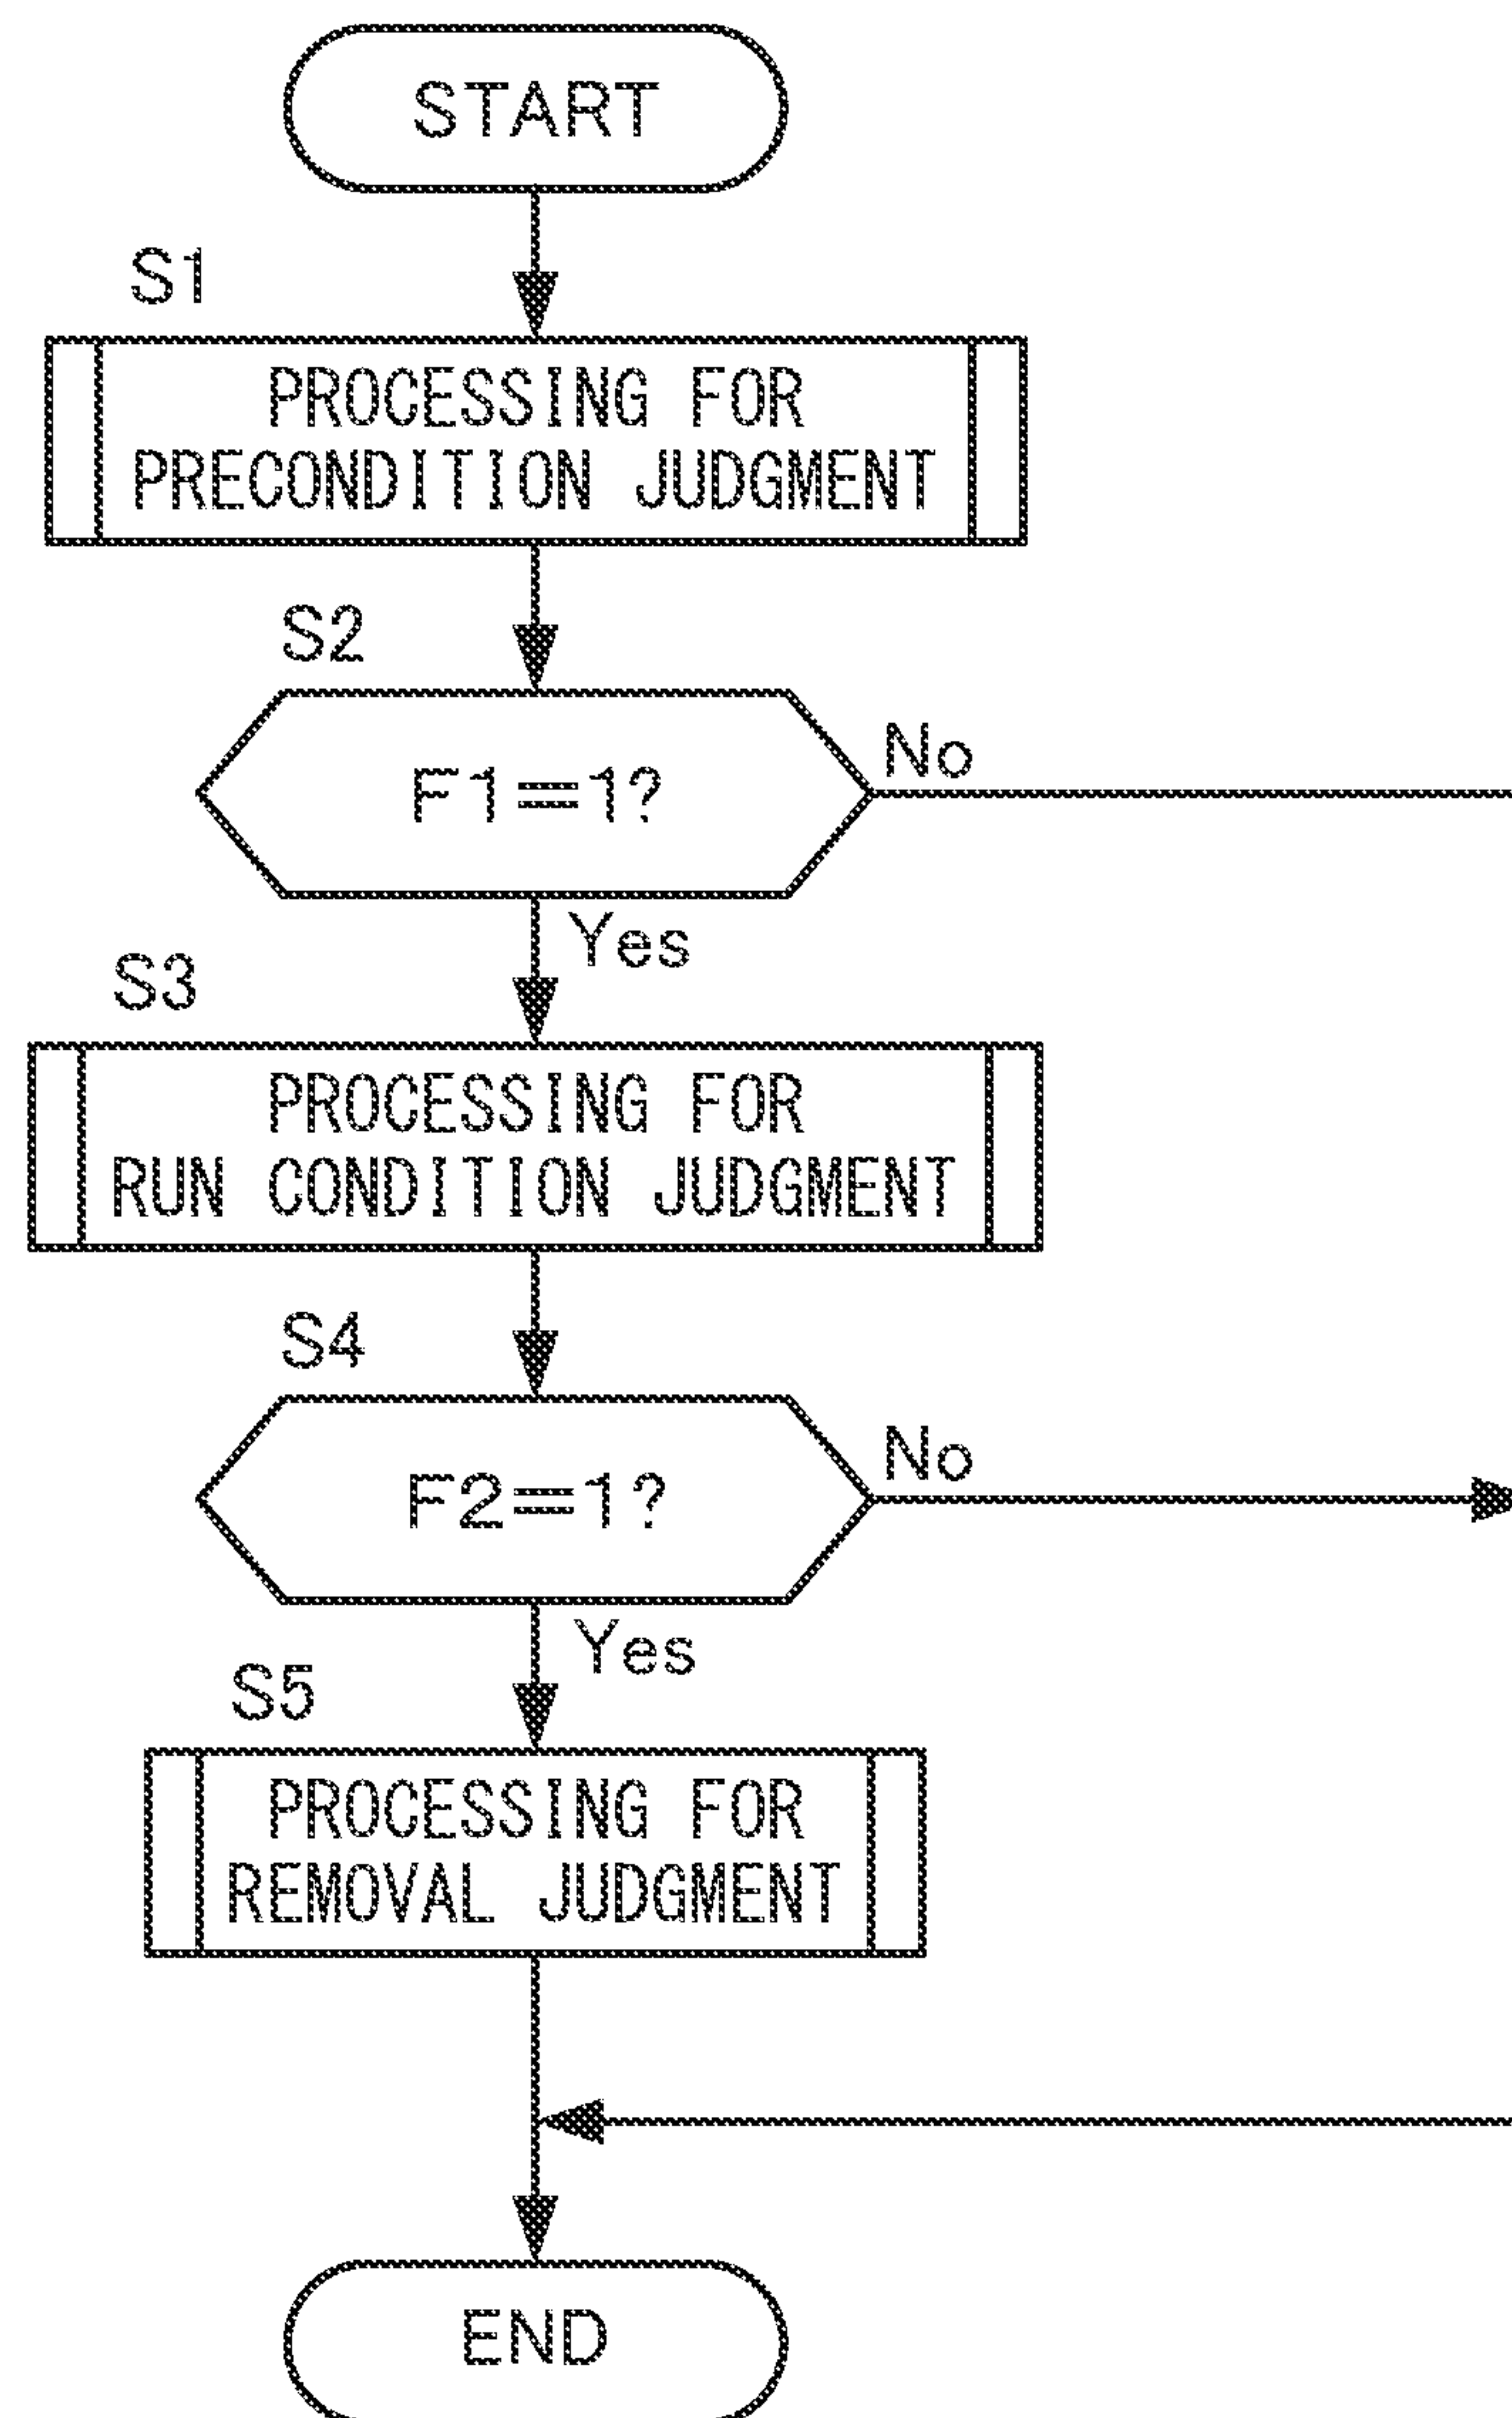 START
S1
PROCESSING FOR
PRECONDITION JUDGMENT
S2
F1=1?
No
Yes
S3
PROCESSING FOR
RUN CONDITION JUDGMENT
S4
F2=1?
No
Yes
S5
PROCESSING FOR
REMOVAL JUDGMENT
END